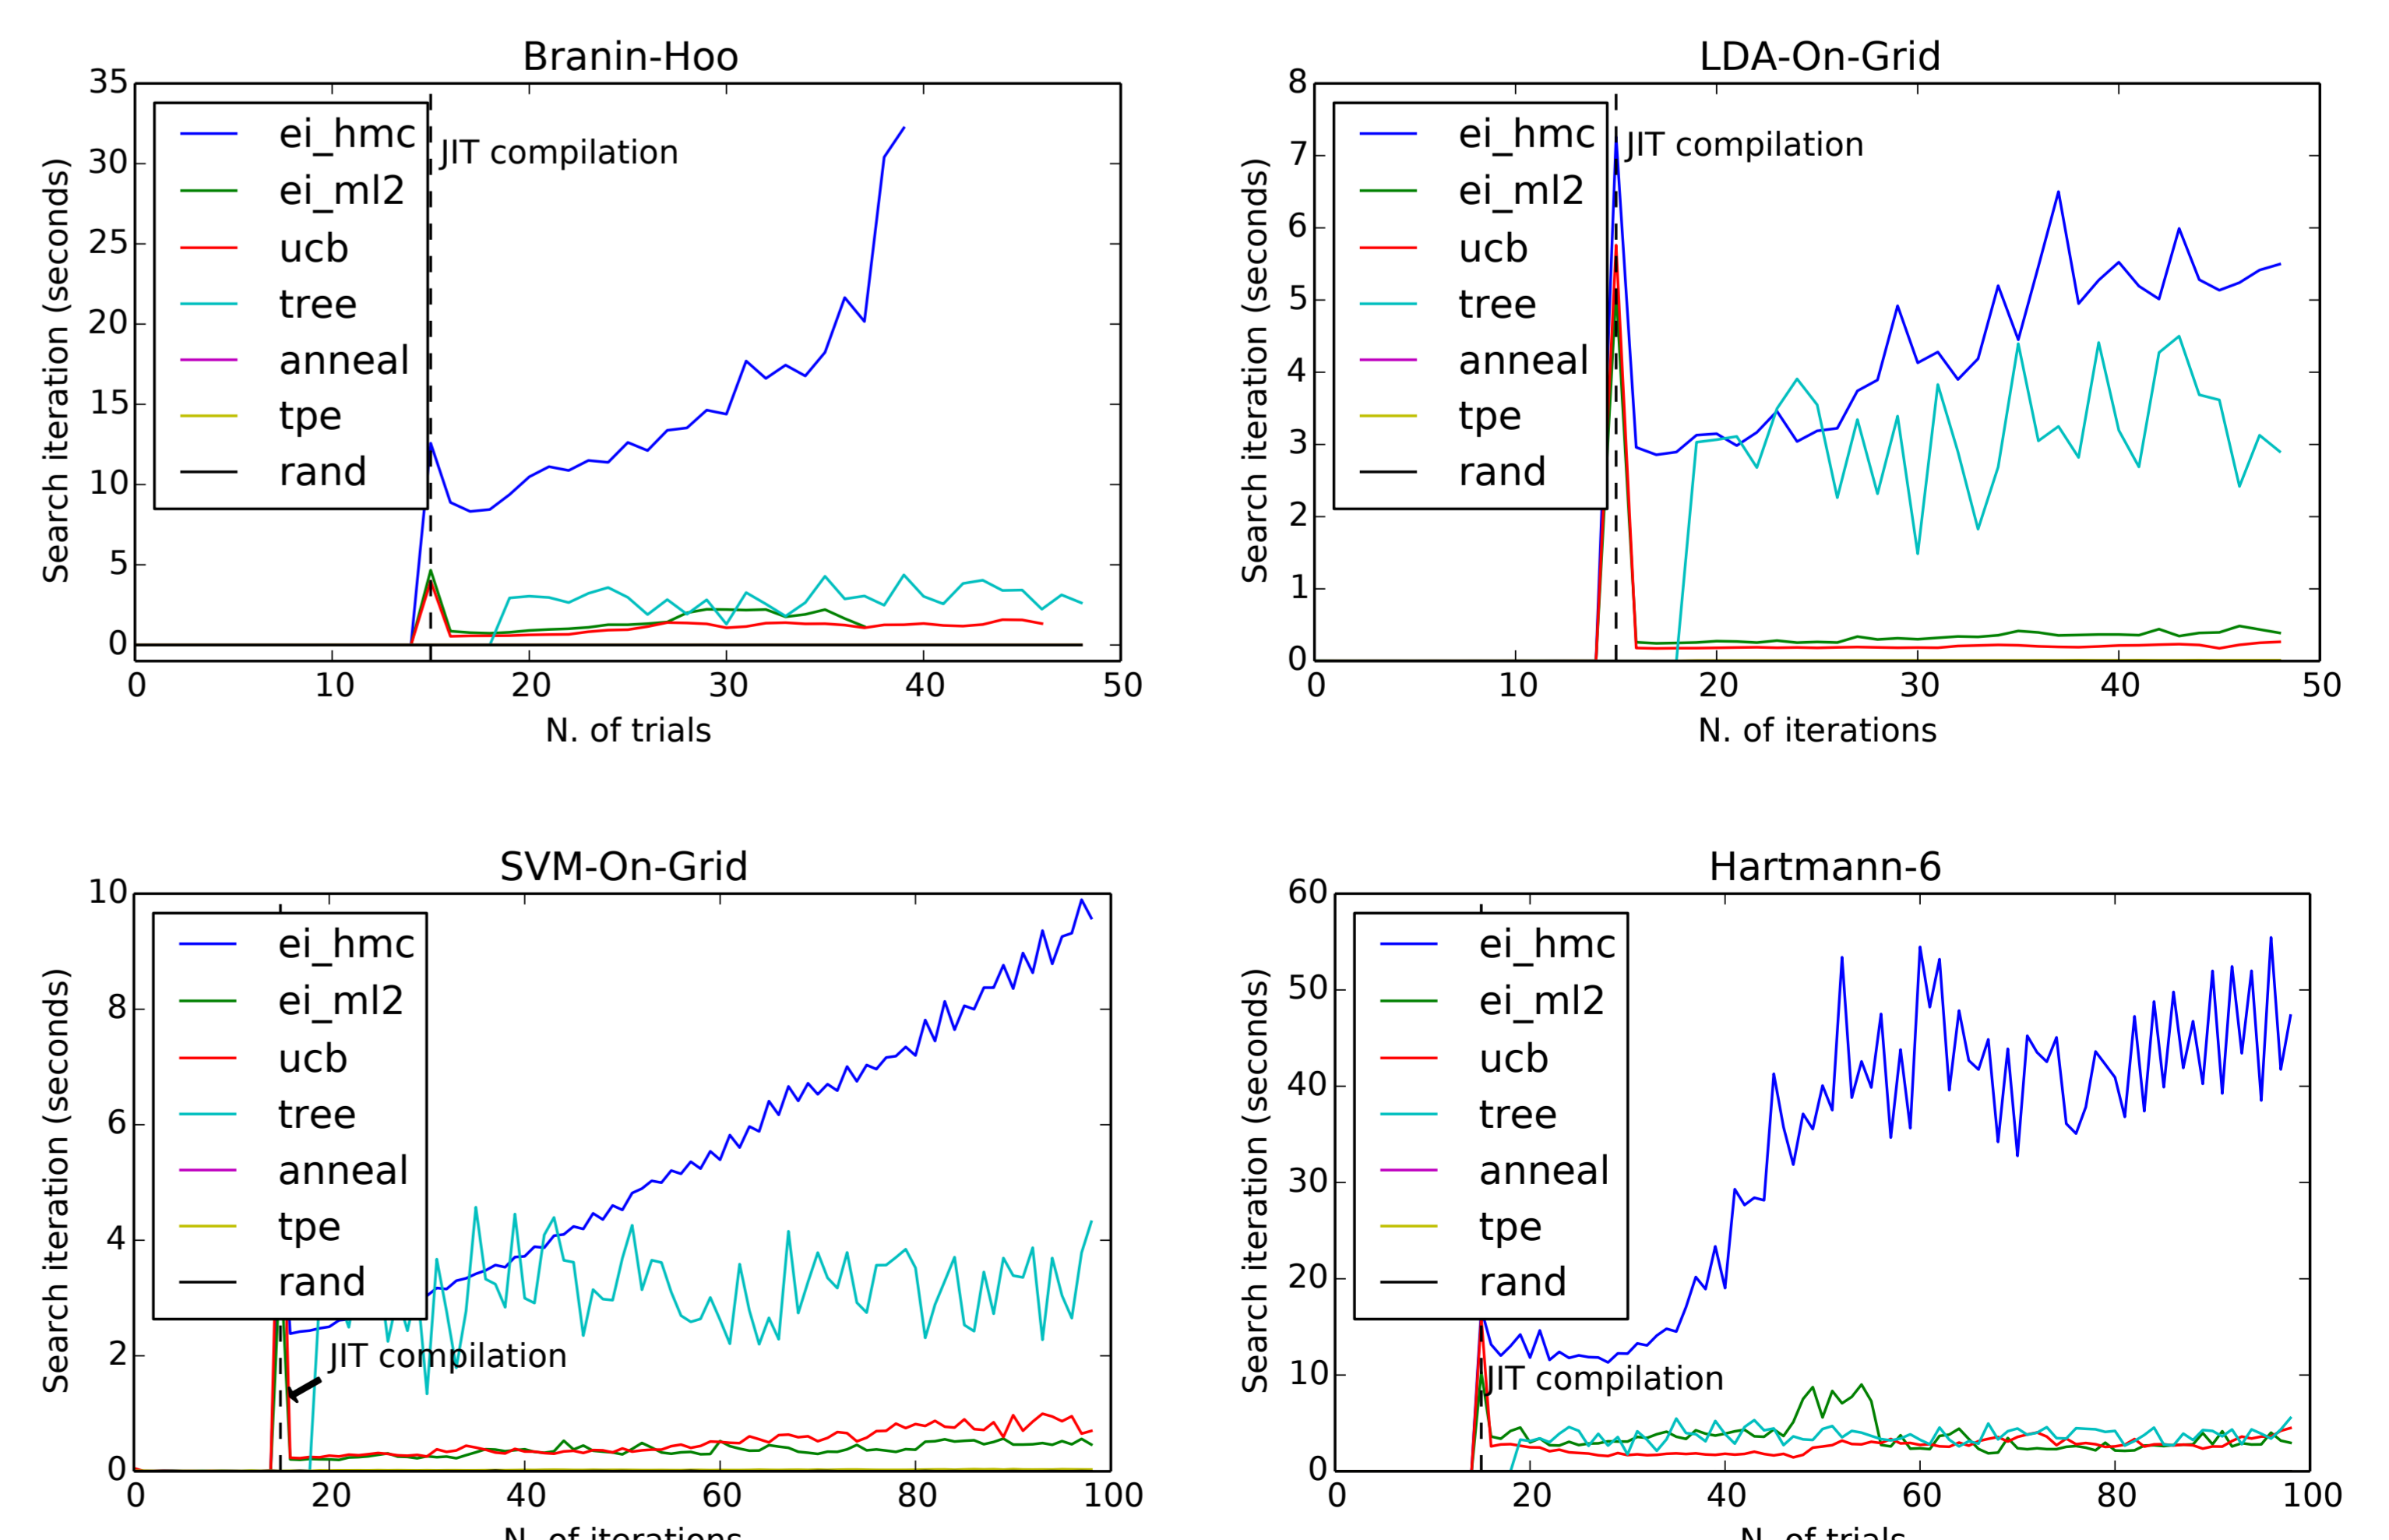 Branin-Hoo
35
30
25
20
15
10
5
0
Search iteration (seconds)
ei_hmc
ei_ml2
ucb
tree
anneal
tpe
rand
JIT compilation
0 10 20 30 40 50
N. of trials
LDA-On-Grid
8
7
6
5
4
3
2
1
0
Search iteration (seconds)
ei_hmc
ei_ml2
ucb
tree
anneal
tpe
rand
JIT compilation
0 10 20 30 40 50
N. of iterations
SVM-On-Grid
10
8
6
4
2
0
Search iteration (seconds)
ei_hmc
ei_ml2
ucb
tree
anneal
tpe
rand
JIT compilation
0 20 40 60 80 100
N. of iterations
Hartmann-6
60
50
40
30
20
10
0
Search iteration (seconds)
ei_hmc
ei_ml2
ucb
tree
anneal
tpe
rand
JIT compilation
0 20 40 60 80 100
N. of trials